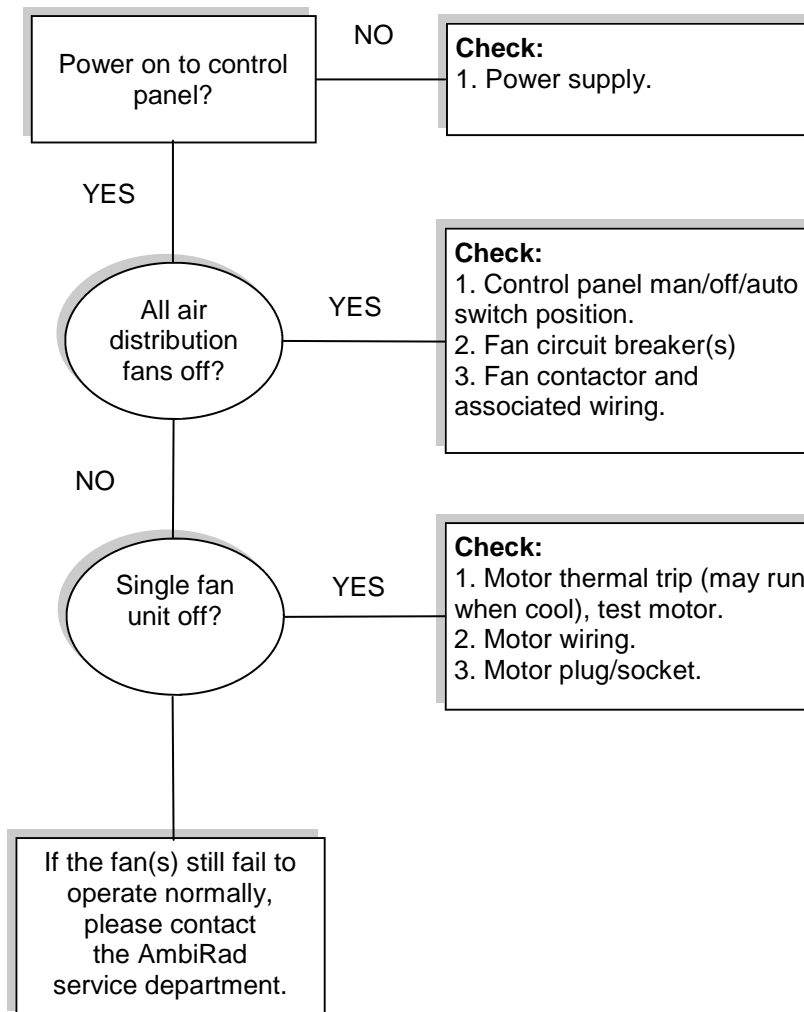 Power on to control
panel?
NO
Check:
1. Power supply.
YES
All air
distribution
fans off?
YES
Check:
1. Control panel man/off/auto
switch position.
2. Fan circuit breaker(s)
3. Fan contactor and
associated wiring.
NO
Single fan
unit off?
YES
Check:
1. Motor thermal trip (may run
when cool), test motor.
2. Motor wiring.
3. Motor plug/socket.
If the fan(s) still fail to
operate normally,
please contact
the AmbiRad
service department.